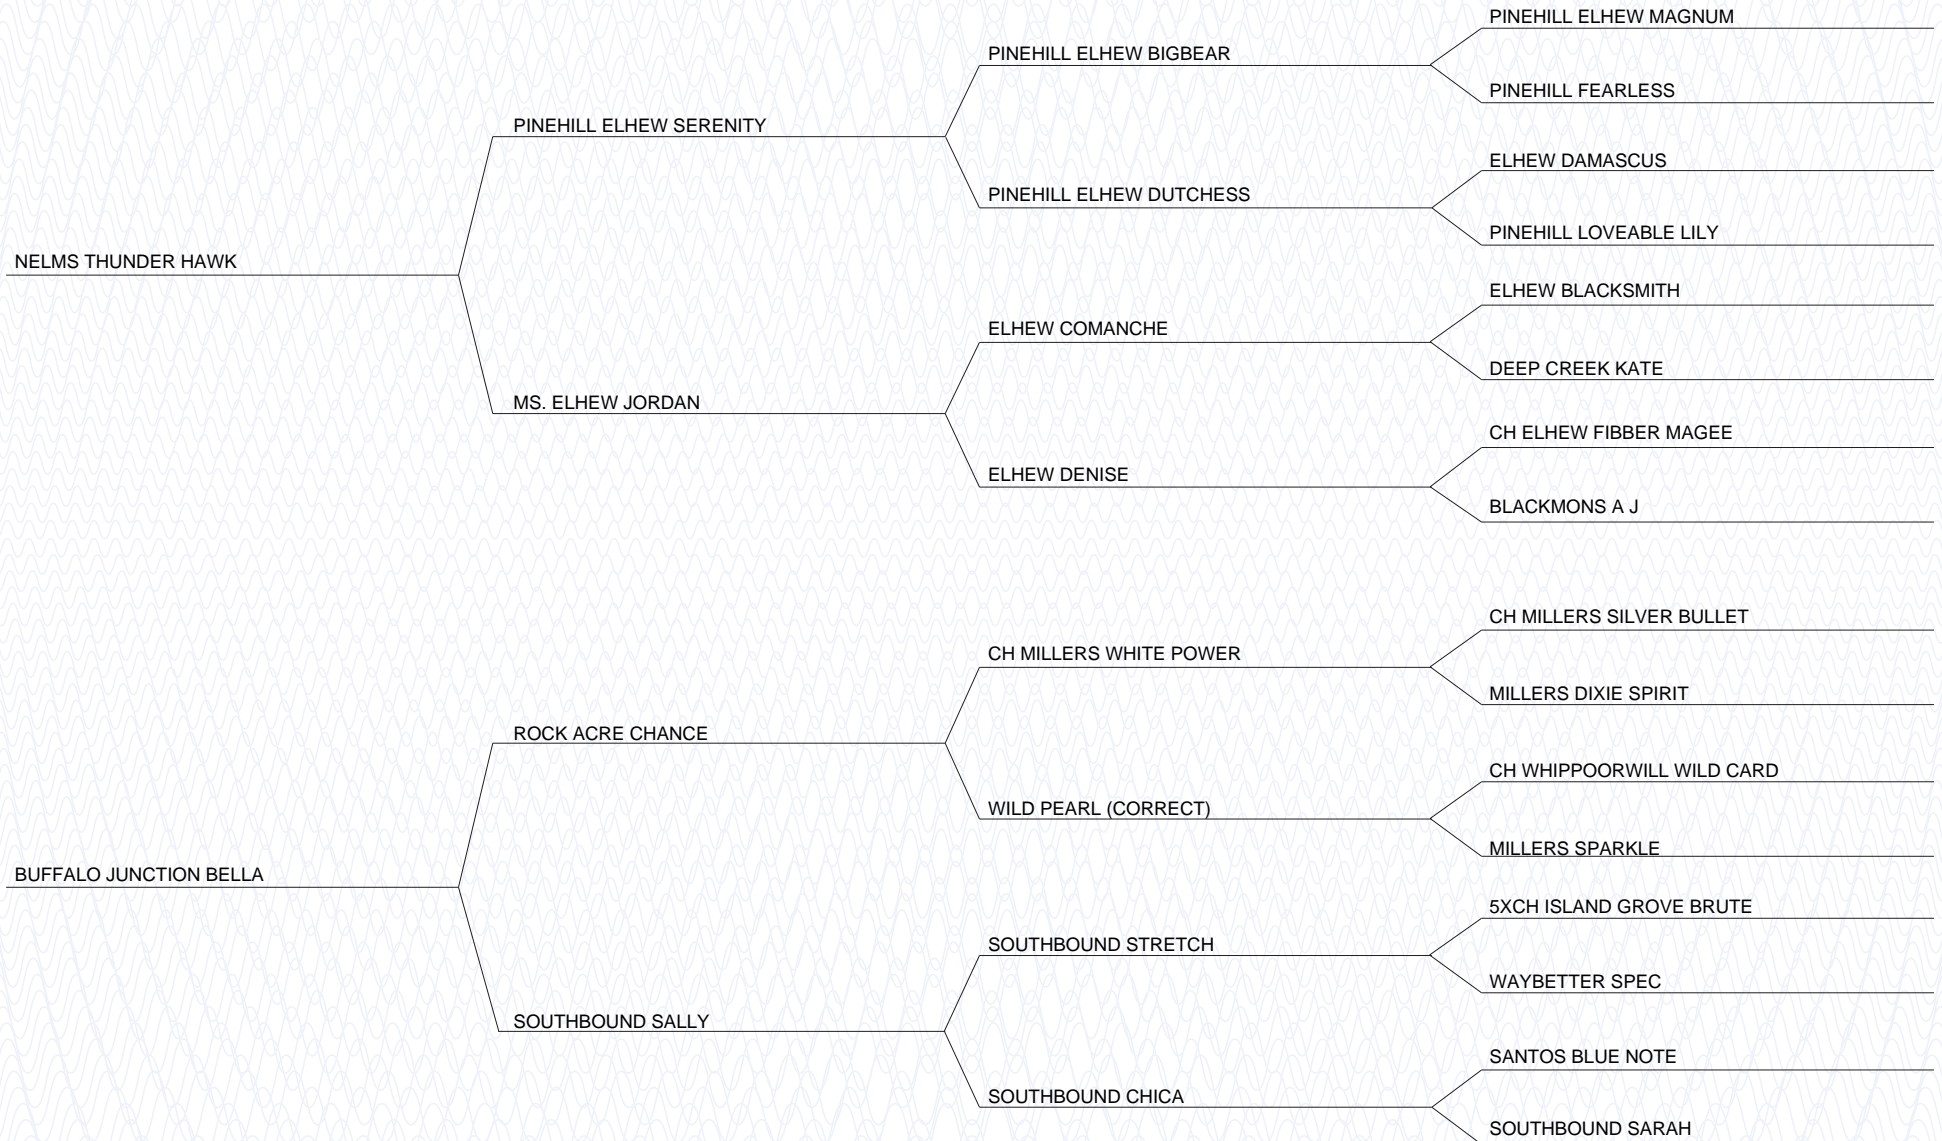 PINEHILL ELHEW MAGNUM
PINEHILL ELHEW BIGBEAR
PINEHILL FEARLESS
PINEHILL ELHEW SERENITY
ELHEW DAMASCUS
PINEHILL ELHEW DUTCHESS
PINEHILL LOVEABLE LILY
NELMS THUNDER HAWK
ELHEW BLACKSMITH
ELHEW COMANCHE
DEEP CREEK KATE
MS. ELHEW JORDAN
CH ELHEW FIBBER MAGEE
ELHEW DENISE
BLACKMONS A J
CH MILLERS SILVER BULLET
CH MILLERS WHITE POWER
MILLERS DIXIE SPIRIT
ROCK ACRE CHANCE
CH WHIPPOORWILL WILD CARD
WILD PEARL (CORRECT)
MILLERS SPARKLE
BUFFALO JUNCTION BELLA
5XCH ISLAND GROVE BRUTE
SOUTHBOUND STRETCH
WAYBETTER SPEC
SOUTHBOUND SALLY
SANTOS BLUE NOTE
SOUTHBOUND CHICA
SOUTHBOUND SARAH